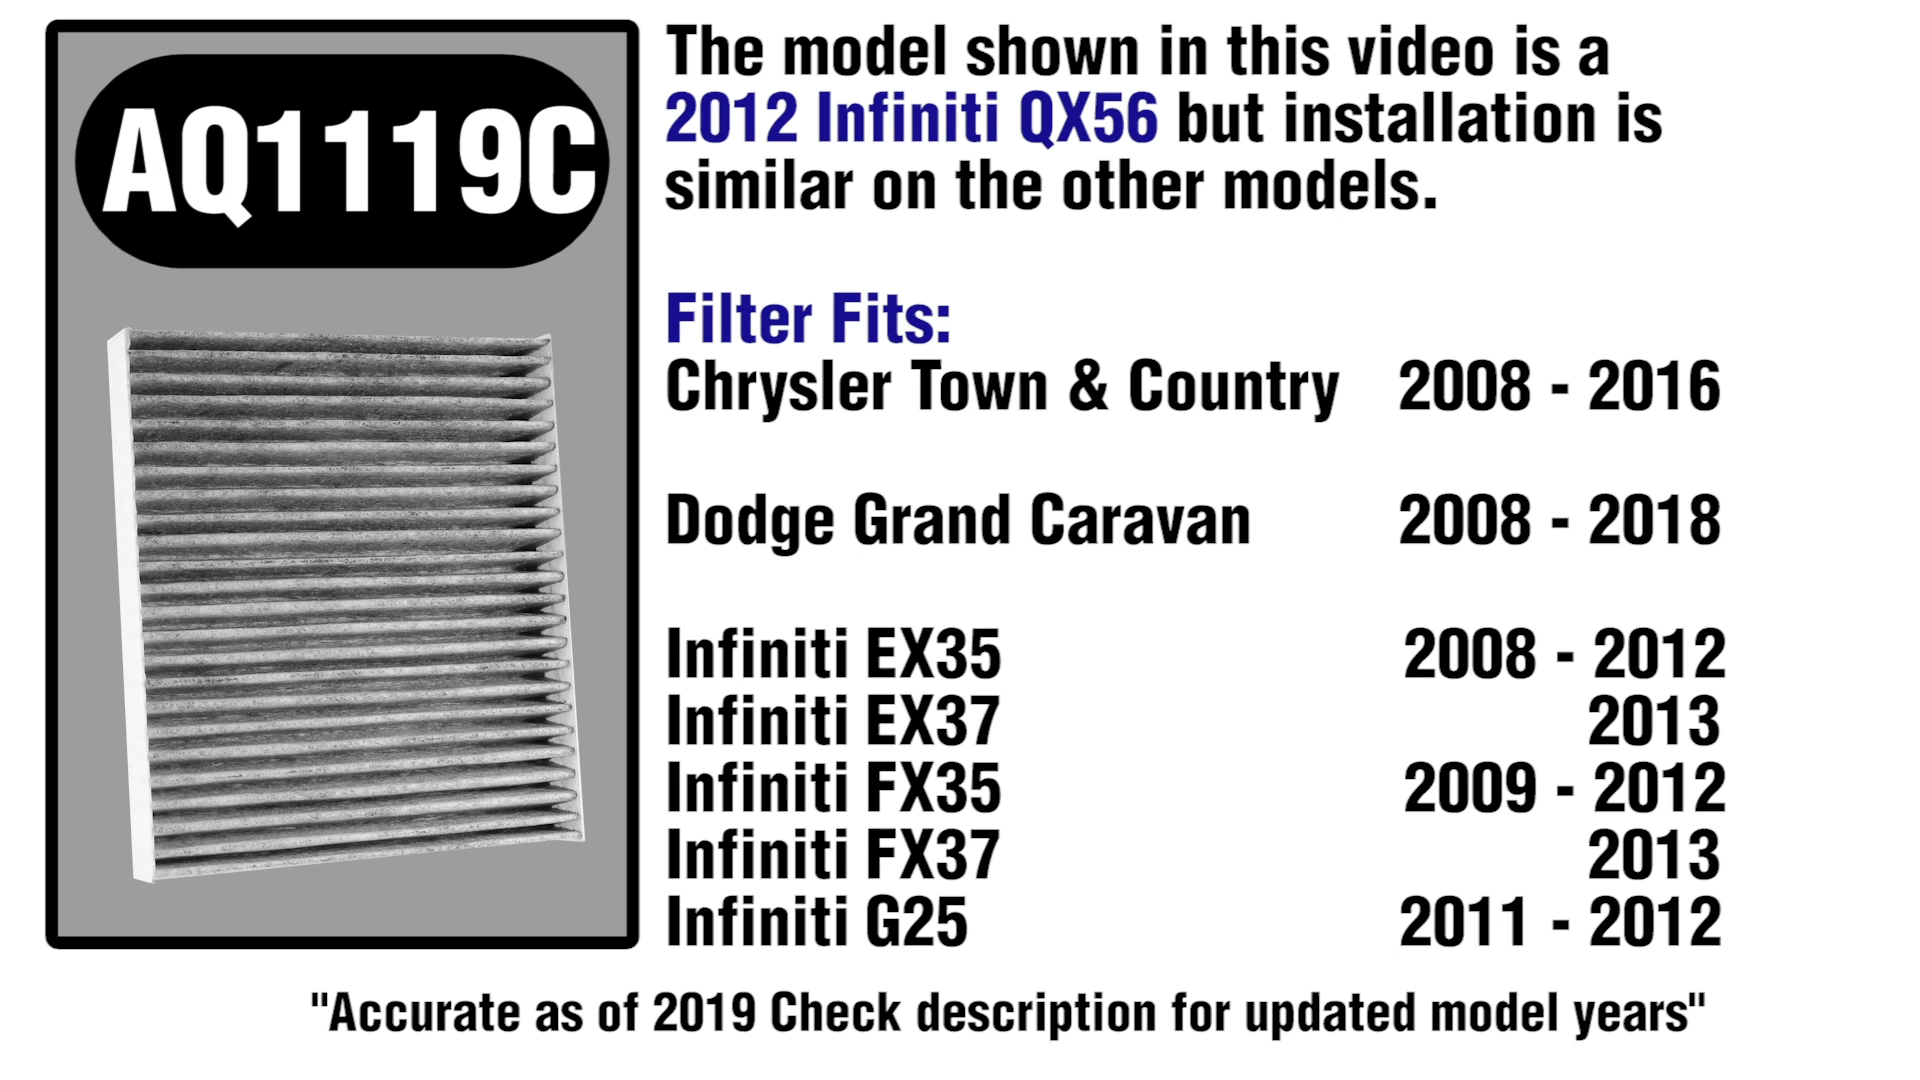 AQ1119C
The model shown in this video is a
2012 Infiniti QX56 but installation is
similar on the other models.
Filter Fits:
Chrysler Town & Country 2008 - 2016
Dodge Grand Caravan 2008 - 2018
Infiniti EX35 2008 - 2012
Infiniti EX37 2013
Infiniti FX35 2009 - 2012
Infiniti FX37 2013
Infiniti G25 2011 - 2012
"Accurate as of 2019 Check description for updated model years"